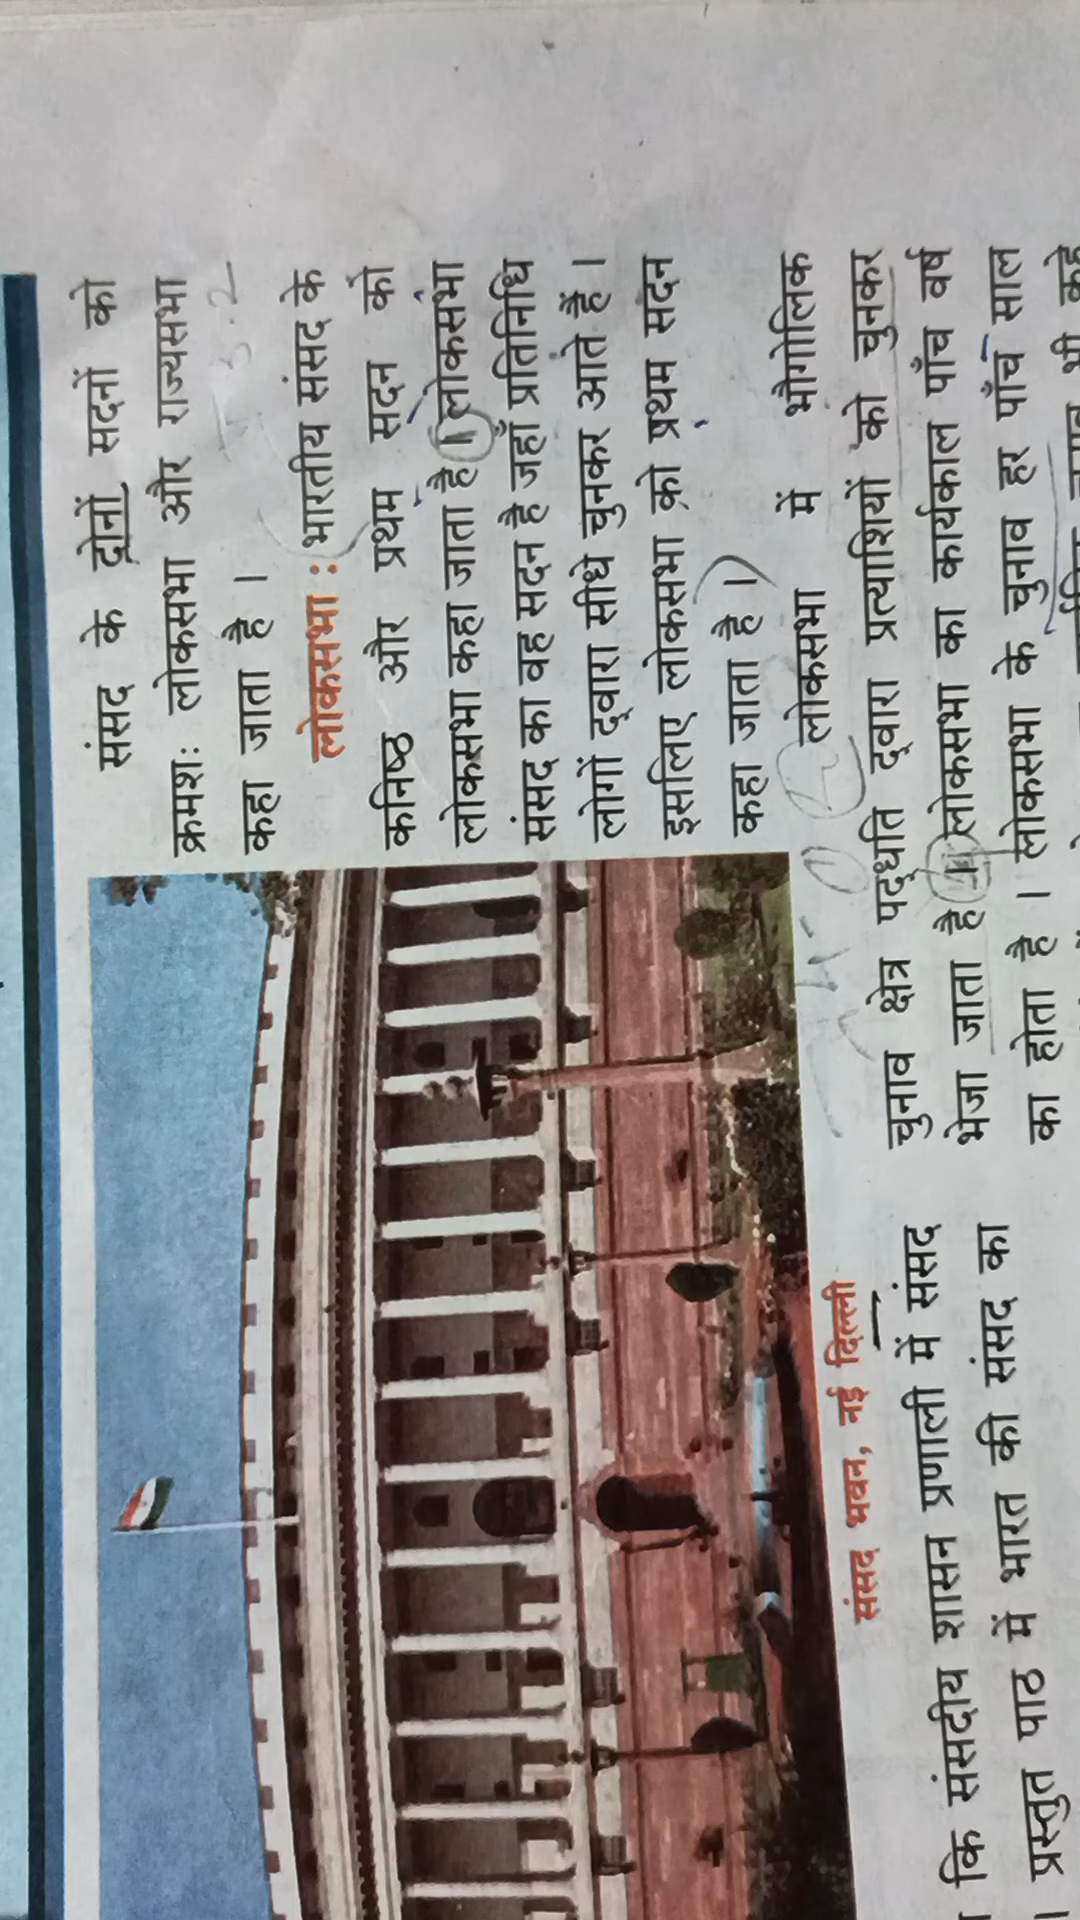 संसद के दोनों सदनों को
क्रमशः लोकसभा और राज्यसभा
कहा जाता है ।
लोकसभा : भारतीय संसद के
कनिष्ठ और प्रथम सदन को
लोकसभा कहा जाता है । लोकसभा
संसद का वह सदन है जहाँ प्रतिनिधि
लोगों द्वारा सीधे चुनकर आते हैं ।
इसलिए लोकसभा को प्रथम सदन
कहा जाता है ।
लोकसभा में भौगोलिक
चुनाव क्षेत्र पद्धति द्वारा प्रत्याशियों को चुनकर
भेजा जाता है । लोकसभा का कार्यकाल पाँच वर्ष
का होता है । लोकसभा के चुनाव हर पाँच साल
संसद भवन, नई दिल्ली
कि संसदीय शासन प्रणाली में संसद
। प्रस्तुत पाठ में भारत की संसद का